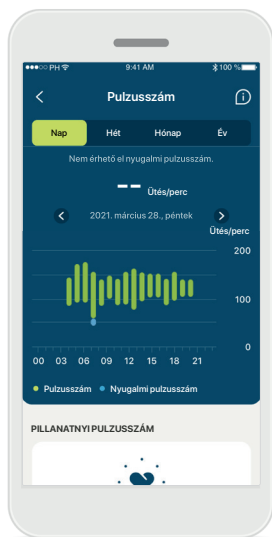 PH 9:41 AM 100 %
Pulzusszám
Nap Hét Hónap Év
Nem érhető el nyugalmi pulzusszám.
-- Ütés/perc
2021. március 28., péntek
Ütés/perc
200
100
0
00 03 06 09 12 15 18 21
Pulzusszám Nyugalmi pulzusszám
PILLANATNYI PULZUSSZÁM